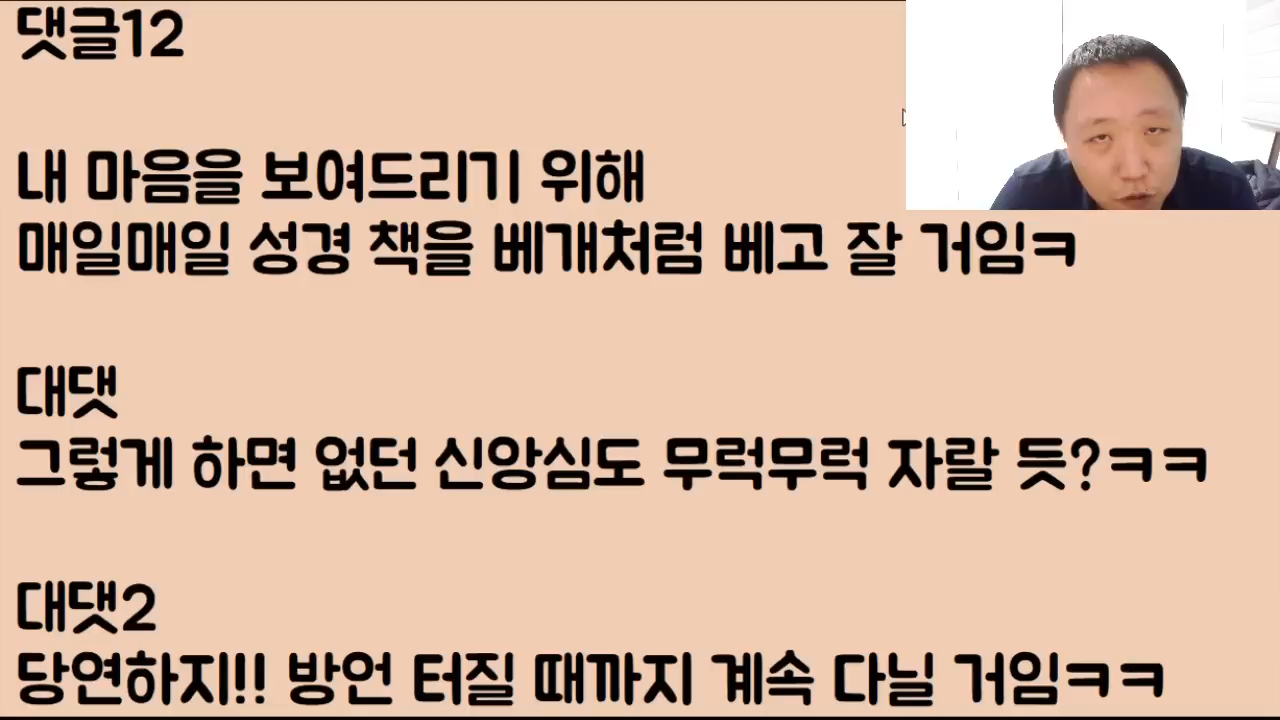 댓글12
내 마음을 보여드리기 위해
매일매일 성경 책을 베개처럼 베고 잘 거임ㅋ
대댓
그렇게 하면 없던 신앙심도 무럭무럭 자랄 듯?ㅋㅋ
대댓2
당연하지!! 방언 터질 때까지 계속 다닐 거임ㅋㅋ